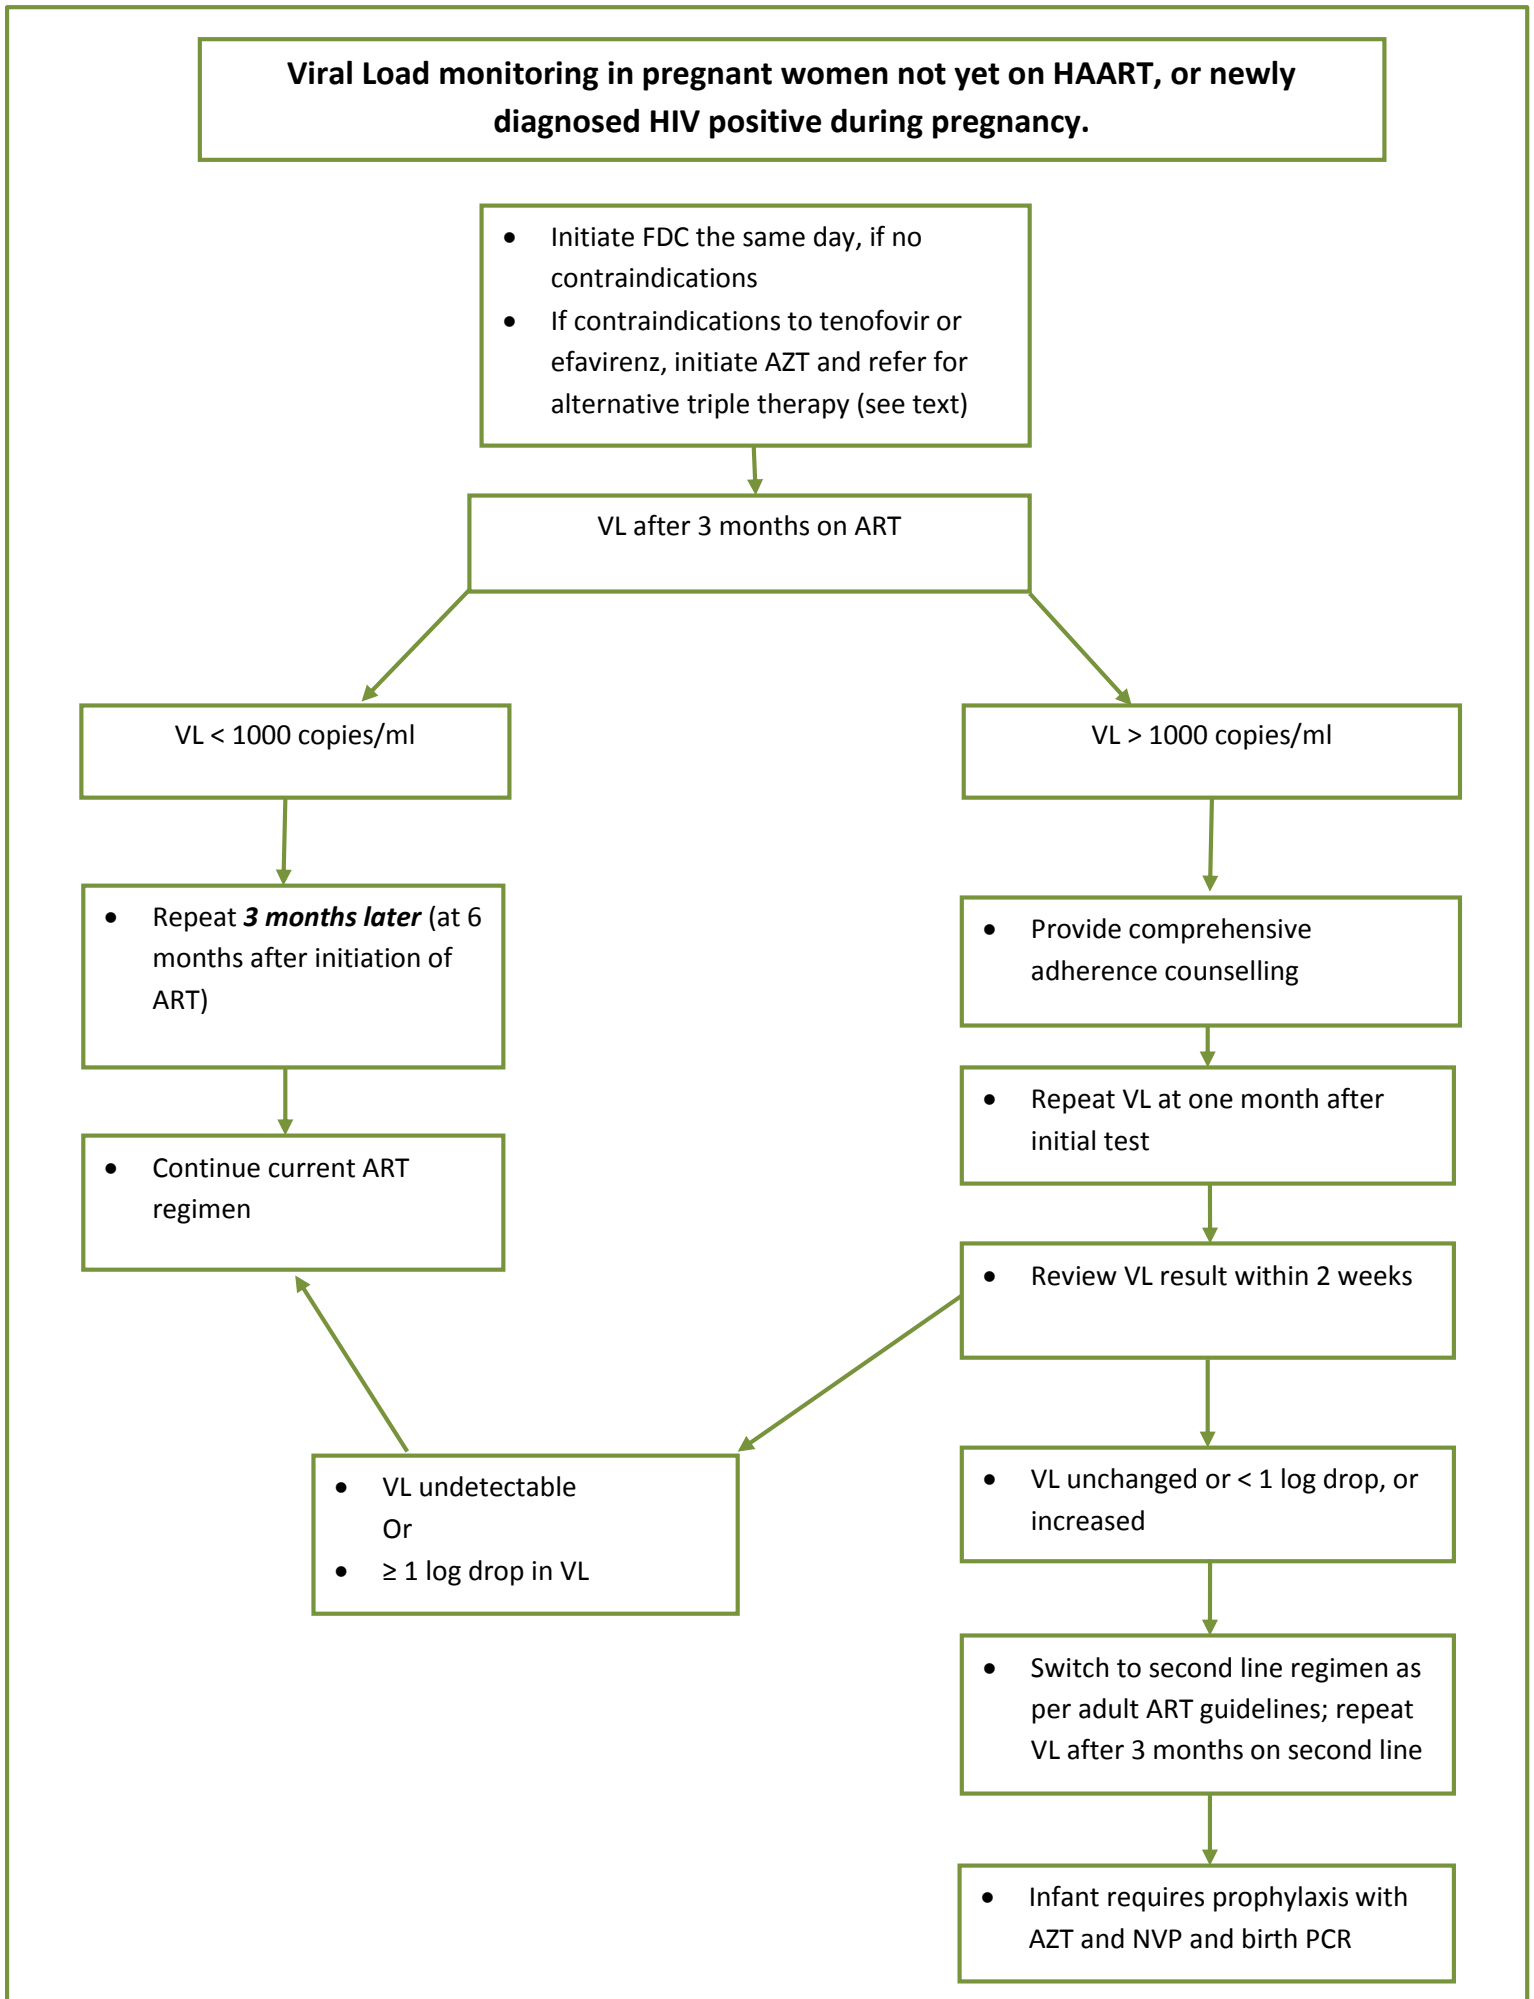 Viral Load monitoring in pregnant women not yet on HAART, or newly
diagnosed HIV positive during pregnancy.
• Initiate FDC the same day, if no
contraindications
• If contraindications to tenofovir or
efavirenz, initiate AZT and refer for
alternative triple therapy (see text)
VL after 3 months on ART
VL < 1000 copies/ml
VL > 1000 copies/ml
• Repeat 3 months later (at 6
months after initiation of
ART)
• Provide comprehensive
adherence counselling
• Repeat VL at one month after
initial test
• Continue current ART
regimen
• Review VL result within 2 weeks
• VL undetectable
Or
• ≥ 1 log drop in VL
• VL unchanged or < 1 log drop, or
increased
• Switch to second line regimen as
per adult ART guidelines; repeat
VL after 3 months on second line
• Infant requires prophylaxis with
AZT and NVP and birth PCR